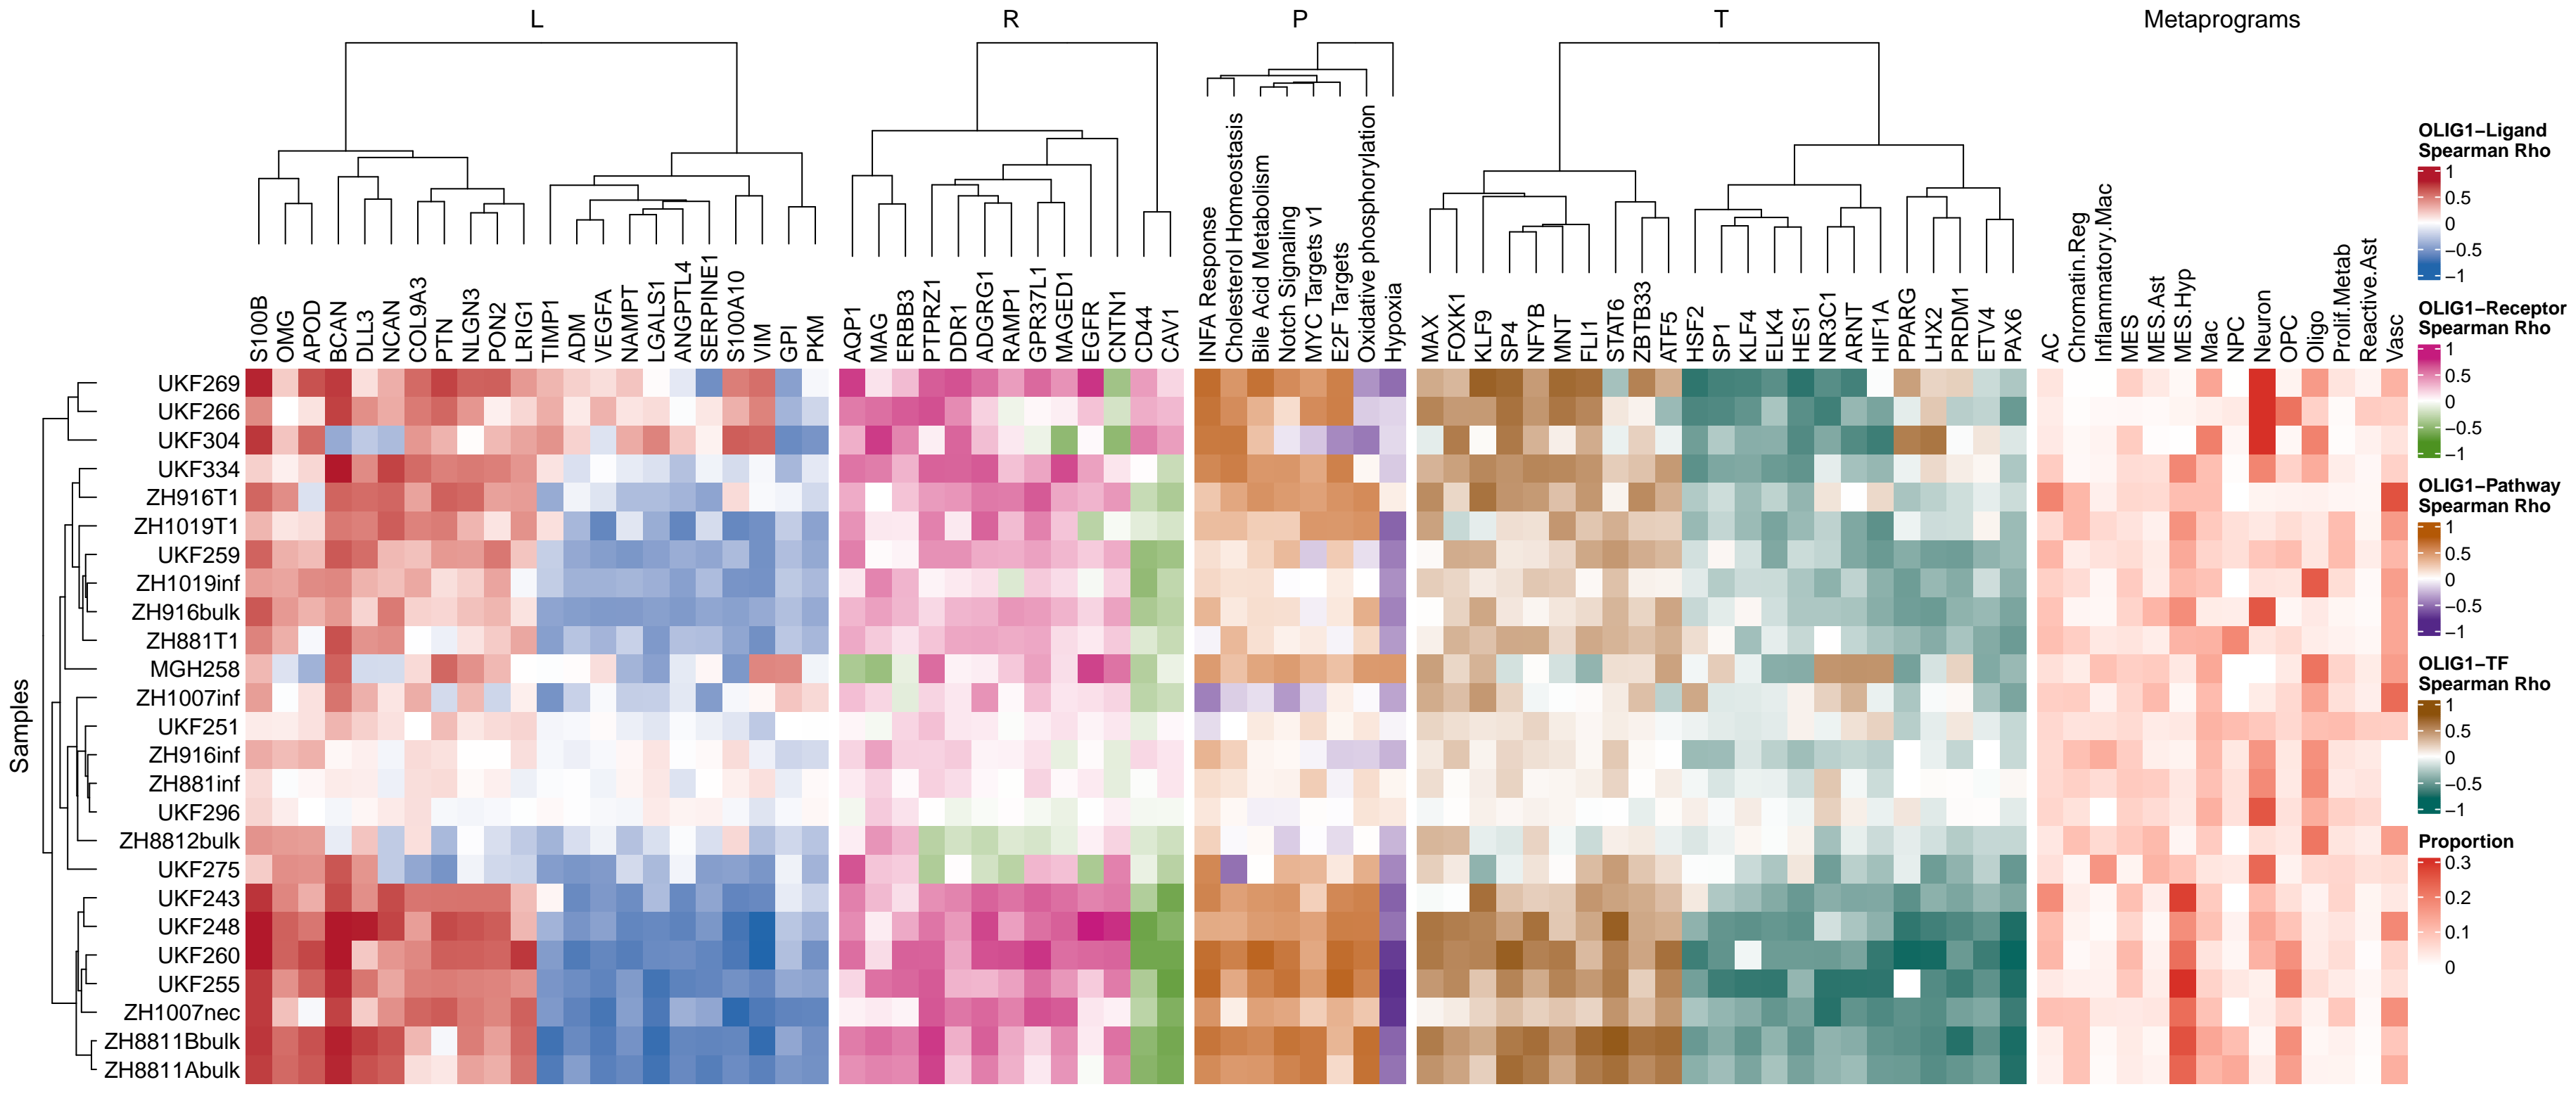 L
R
P
T
Metaprograms
S100B
OMG
APOD
BCAN
DLL3
NCAN
COL9A3
PTN
NLGN3
PON2
LRIG1
TIMP1
ADM
VEGFA
NAMPT
LGALS1
ANGPTL4
SERPINE1
S100A10
VIM
GPI
PKM
AQP1
MAG
ERBB3
PTPRZ1
DDR1
ADGRG1
RAMP1
GPR37L1
MAGED1
EGFR
CNTN1
CD44
CAV1
INFA Response
Cholesterol Homeostasis
Bile Acid Metabolism
Notch Signaling
MYC Targets v1
E2F Targets
Oxidative phosphorylation
Hypoxia
MAX
FOXK1
KLF9
SP4
NFYB
MNT
FLI1
STAT6
ZBTB33
ATF5
HSF2
SP1
KLF4
ELK4
HES1
NR3C1
ARNT
HIF1A
PPARG
LHX2
PRDM1
ETV4
PAX6
AC
Chromatin.Reg
Inflammatory.Mac
MES
MES.Ast
MES.Hyp
Mac
NPC
Neuron
OPC
Oligo
Prolif.Metab
Reactive.Ast
Vasc
Samples
UKF269
UKF266
UKF304
UKF334
ZH916T1
ZH1019T1
UKF259
ZH1019inf
ZH916bulk
ZH881T1
MGH258
ZH1007inf
UKF251
ZH916inf
ZH881inf
UKF296
ZH8812bulk
UKF275
UKF243
UKF248
UKF260
UKF255
ZH1007nec
ZH8811Bbulk
ZH8811Abulk
OLIG1−Ligand
Spearman Rho
1
0.5
0
−0.5
−1
OLIG1−Receptor
Spearman Rho
1
0.5
0
−0.5
−1
OLIG1−Pathway
Spearman Rho
1
0.5
0
−0.5
−1
OLIG1−TF
Spearman Rho
1
0.5
0
−0.5
−1
Proportion
0.3
0.2
0.1
0